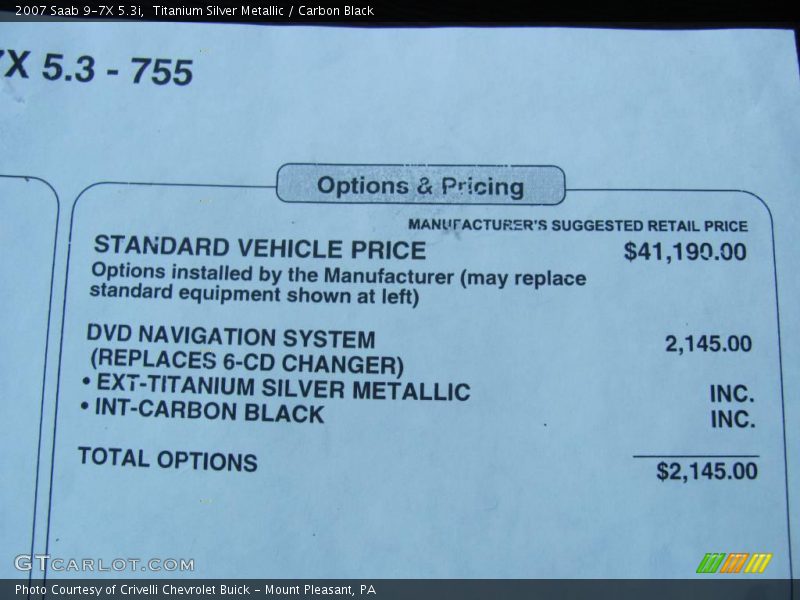 2007 Saab 9-7X 5.3i, Titanium Silver Metallic / Carbon Black
7X 5.3 - 755
Options & Pricing
MANUFACTURER'S SUGGESTED RETAIL PRICE
STANDARD VEHICLE PRICE $41,190.00
Options installed by the Manufacturer (may replace
standard equipment shown at left)
DVD NAVIGATION SYSTEM 2,145.00
(REPLACES 6-CD CHANGER)
• EXT-TITANIUM SILVER METALLIC INC.
• INT-CARBON BLACK INC.
TOTAL OPTIONS $2,145.00
GTCARLOT.COM
Photo Courtesy of Crivelli Chevrolet Buick - Mount Pleasant, PA